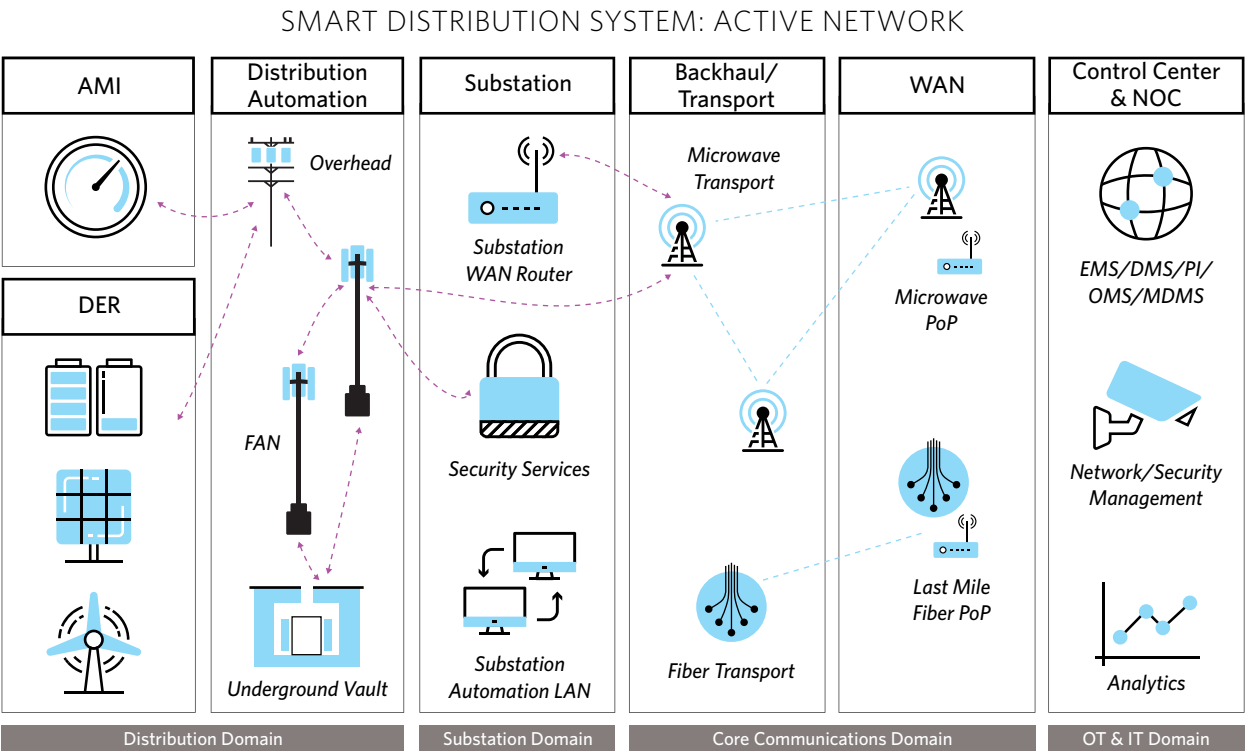 SMART DISTRIBUTION SYSTEM: ACTIVE NETWORK
AMI
DER
Distribution
Automation
Overhead
FAN
Underground Vault
Substation
Substation
WAN Router
Security Services
Substation
Automation LAN
Backhaul/
Transport
Microwave
Transport
Fiber Transport
WAN
Microwave
PoP
Last Mile
Fiber PoP
Control Center
& NOC
EMS/DMS/PI/
OMS/MDMS
Network/Security
Management
Analytics
Distribution Domain
Substation Domain
Core Communications Domain
OT & IT Domain